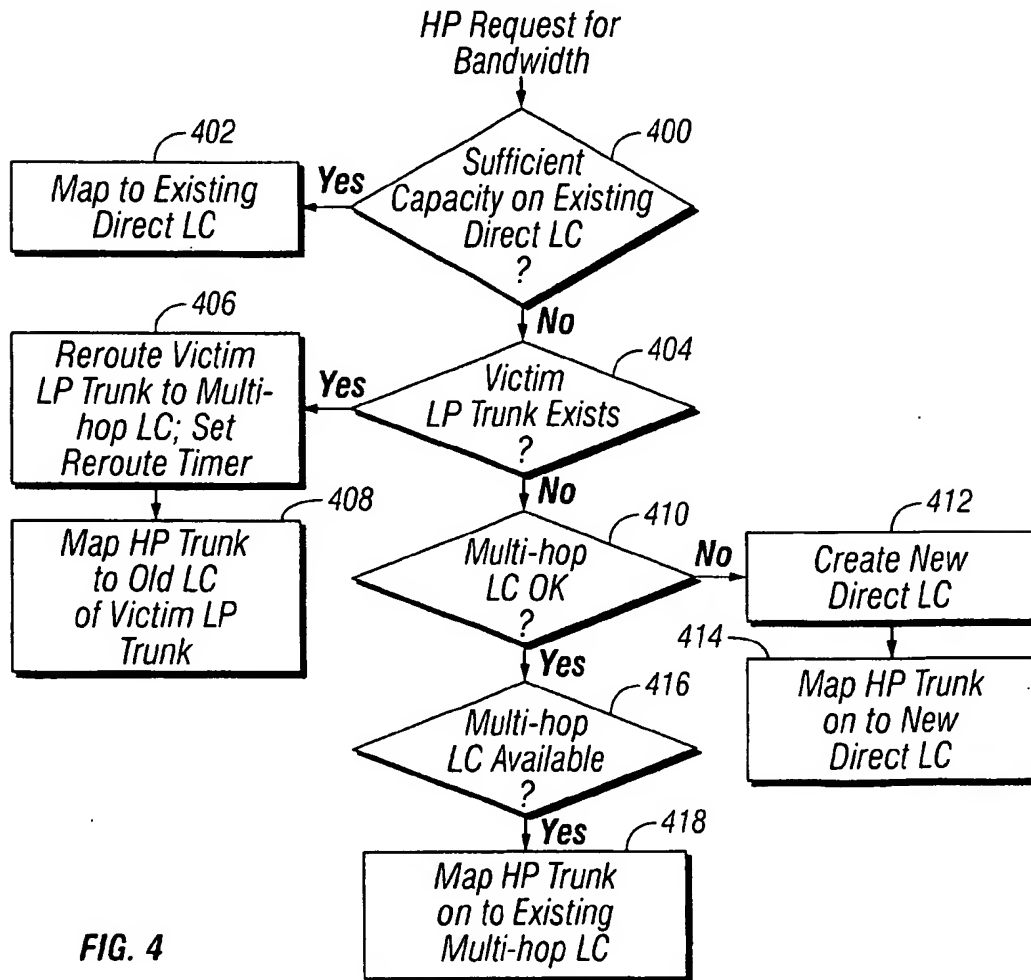 HP Request for
Bandwidth
400
Sufficient
Capacity on Existing
Direct LC
?
Yes
402
Map to Existing
Direct LC
No
404
Victim
LP Trunk Exists
?
Yes
406
Reroute Victim
LP Trunk to Multi-
hop LC; Set
Reroute Timer
408
Map HP Trunk
to Old LC
of Victim LP
Trunk
No
410
Multi-hop
LC OK
?
No
412
Create New
Direct LC
414
Map HP Trunk
on to New
Direct LC
Yes
416
Multi-hop
LC Available
?
Yes
418
Map HP Trunk
on to Existing
Multi-hop LC
FIG. 4